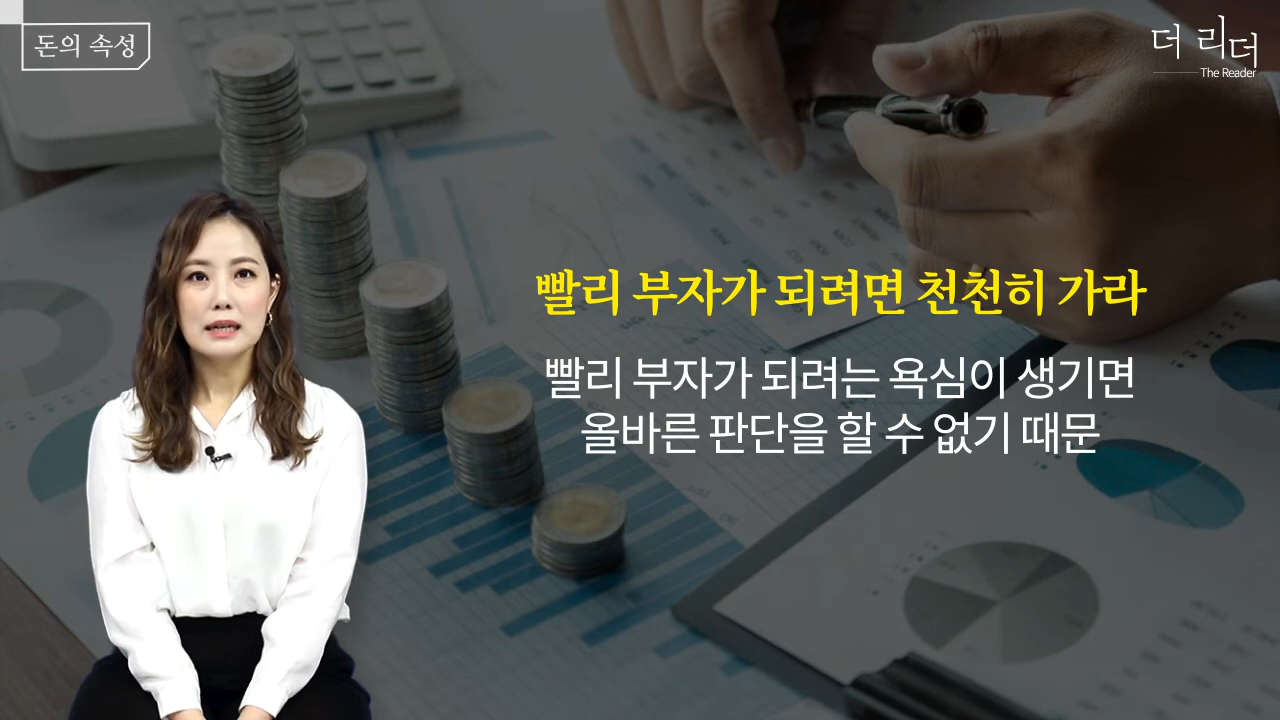 돈의 속성
더 리더
The Reader
빨리 부자가 되려면 천천히 가라
빨리 부자가 되려는 욕심이 생기면
올바른 판단을 할 수 없기 때문